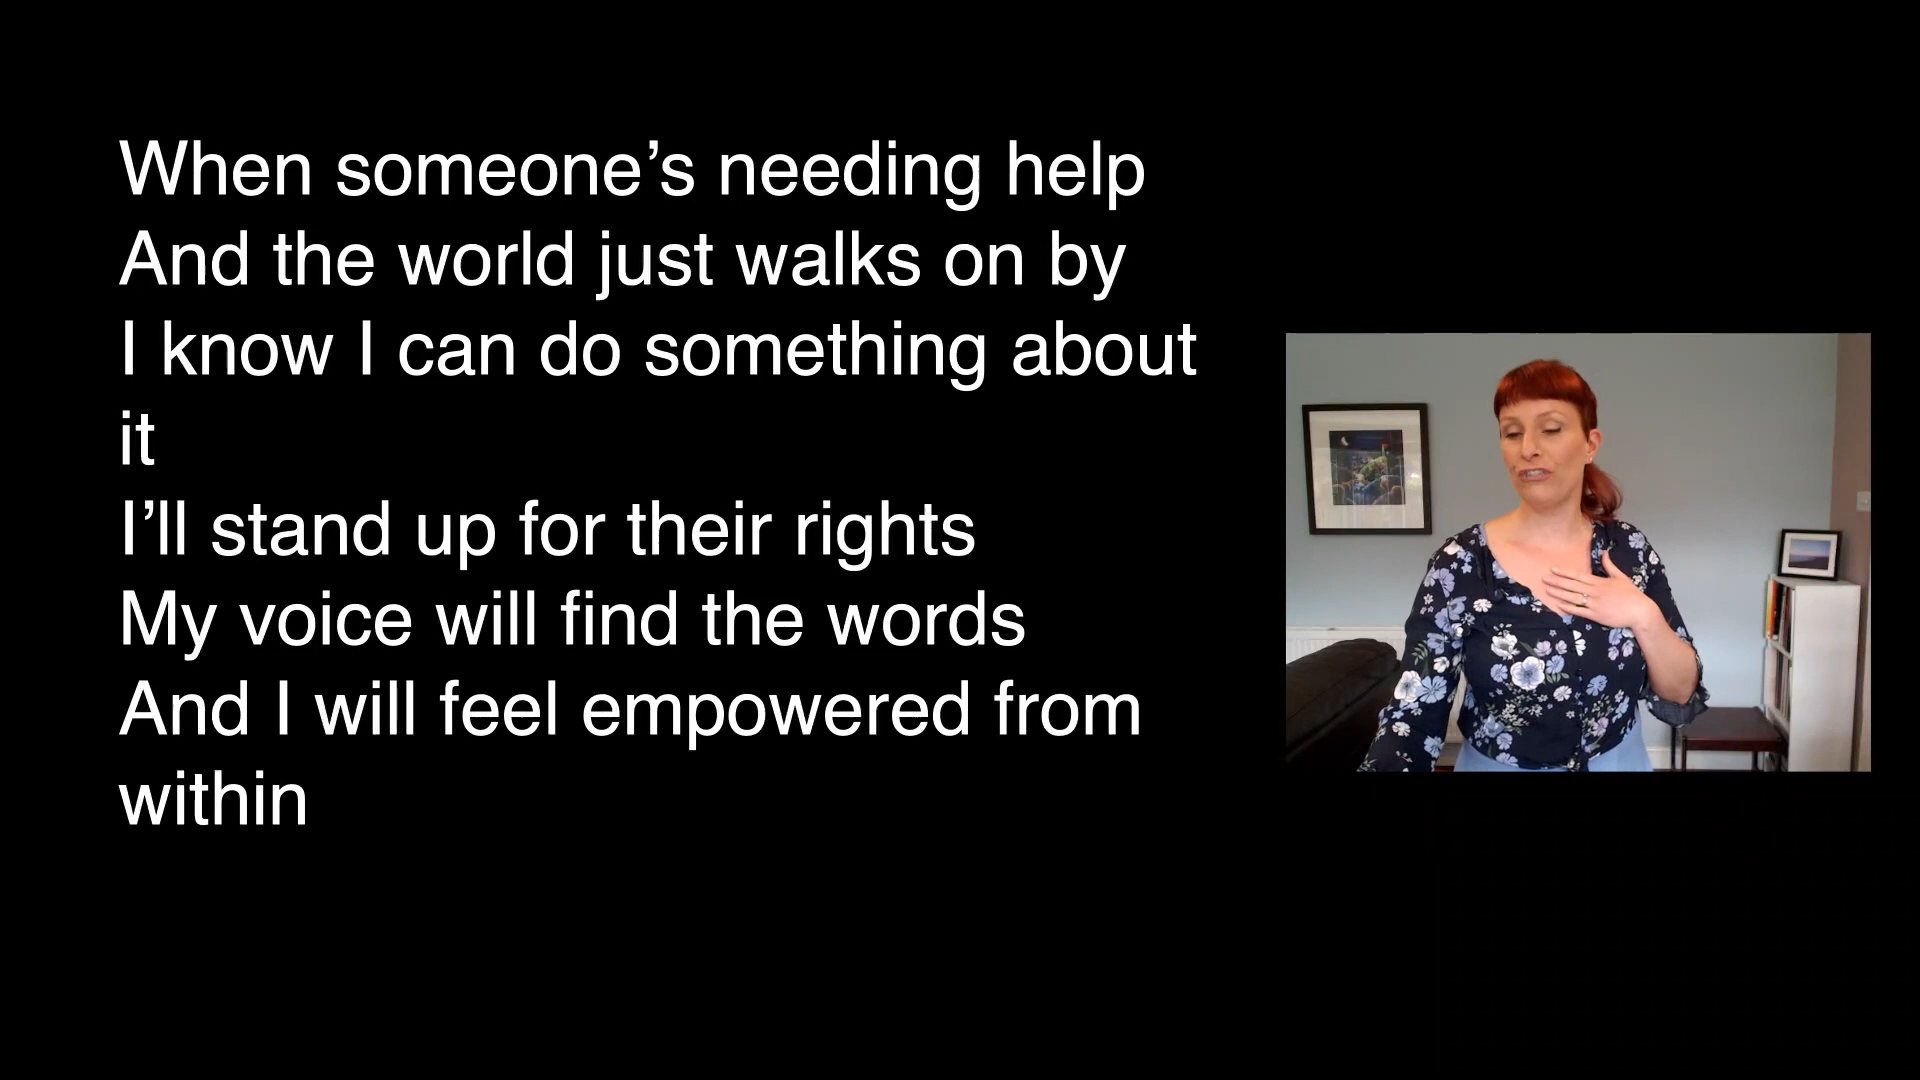 When someone’s needing help
And the world just walks on by
I know I can do something about
it
I’ll stand up for their rights
My voice will find the words
And I will feel empowered from
within